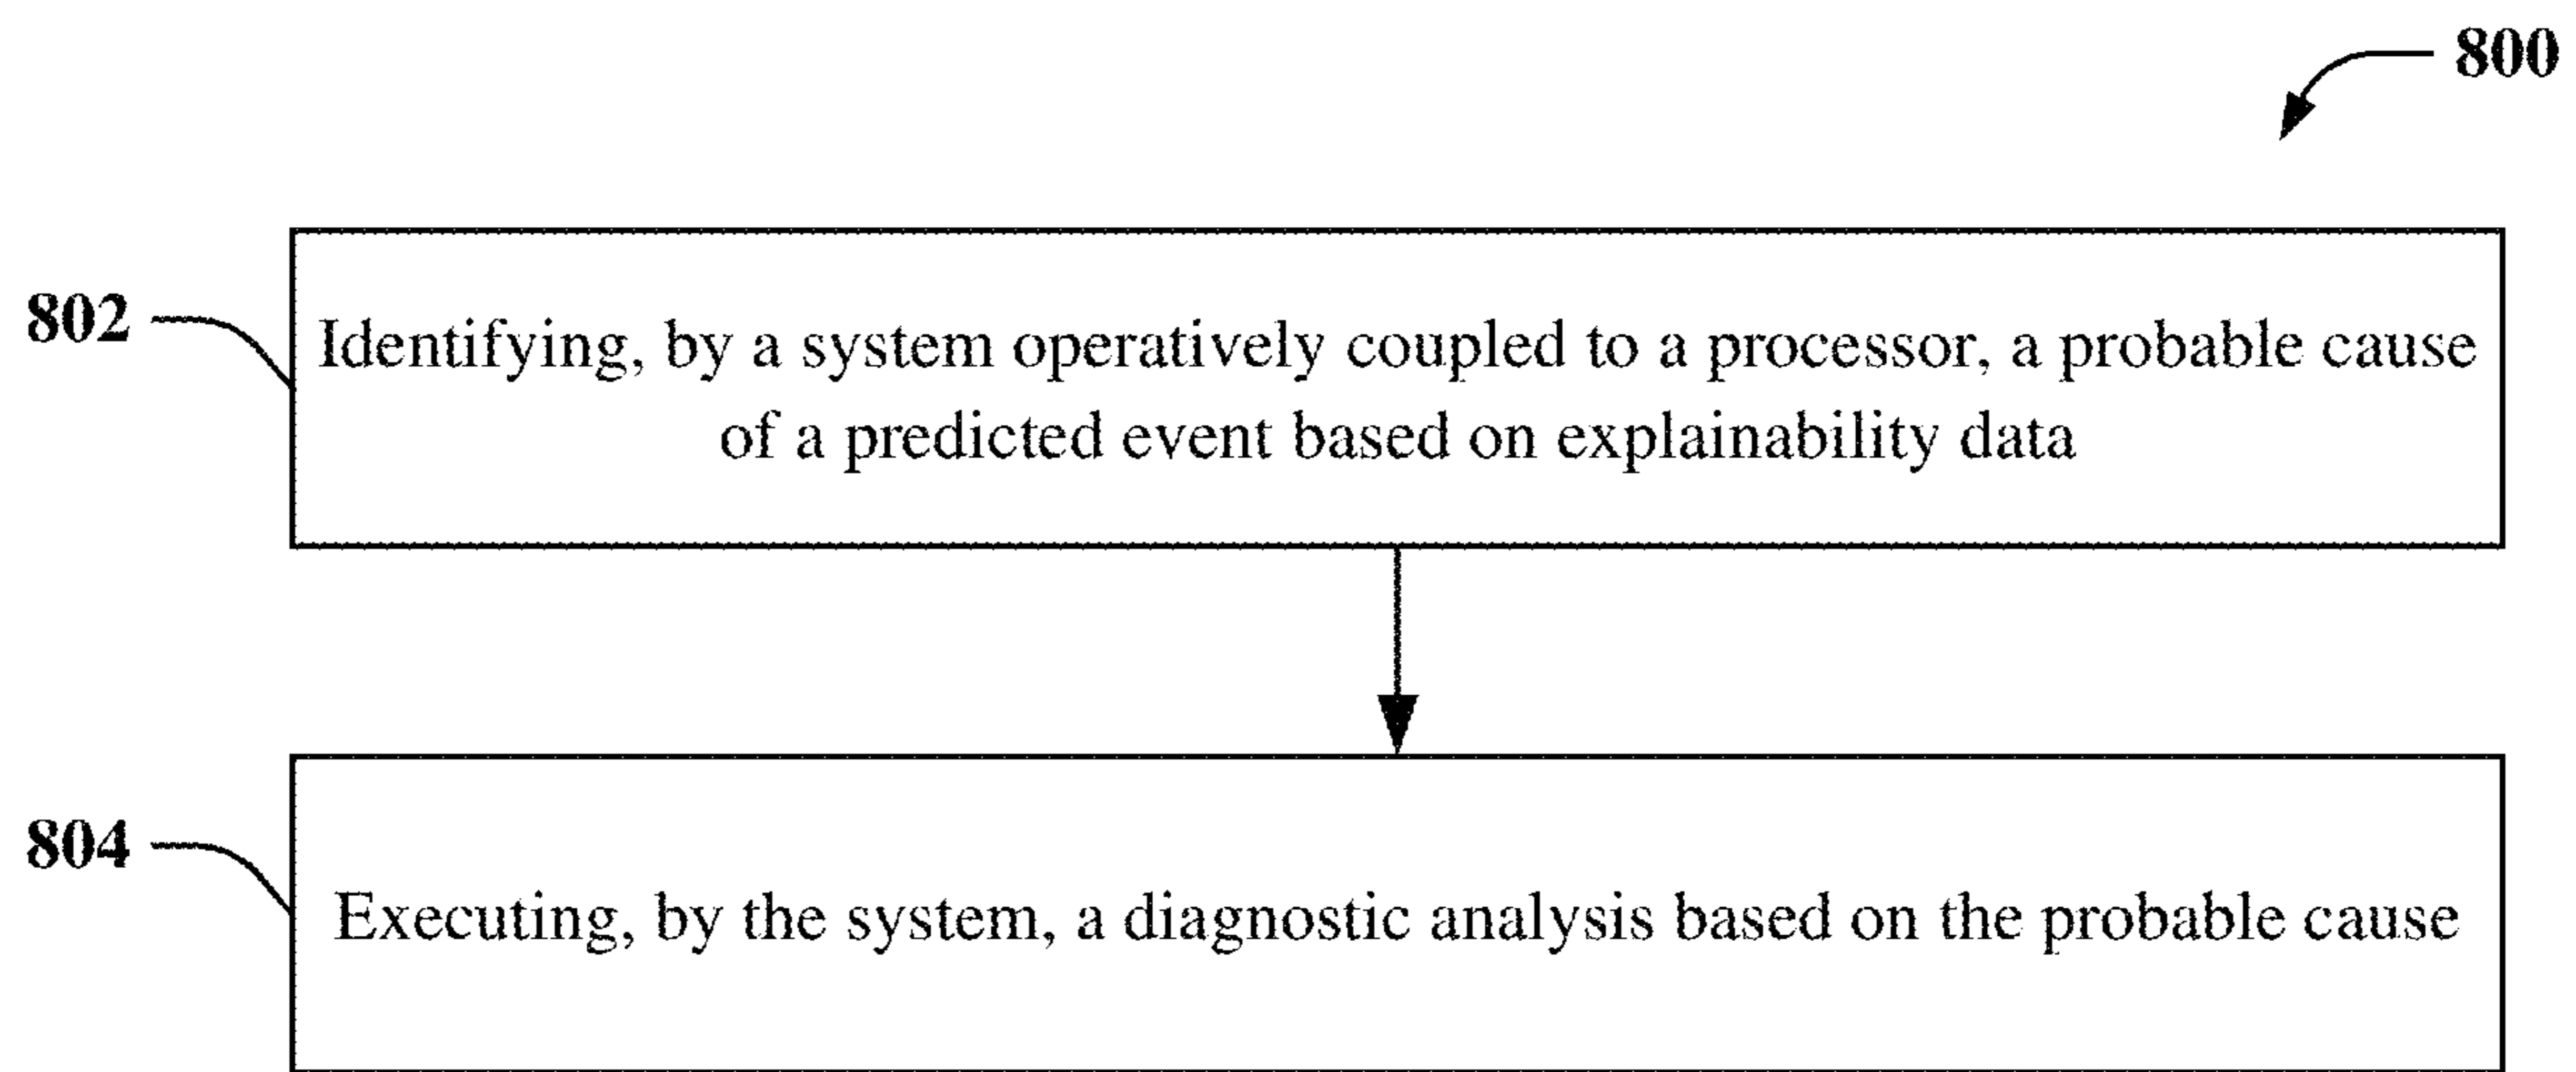 800
802
Identifying, by a system operatively coupled to a processor, a probable cause
of a predicted event based on explainability data
804
Executing, by the system, a diagnostic analysis based on the probable cause